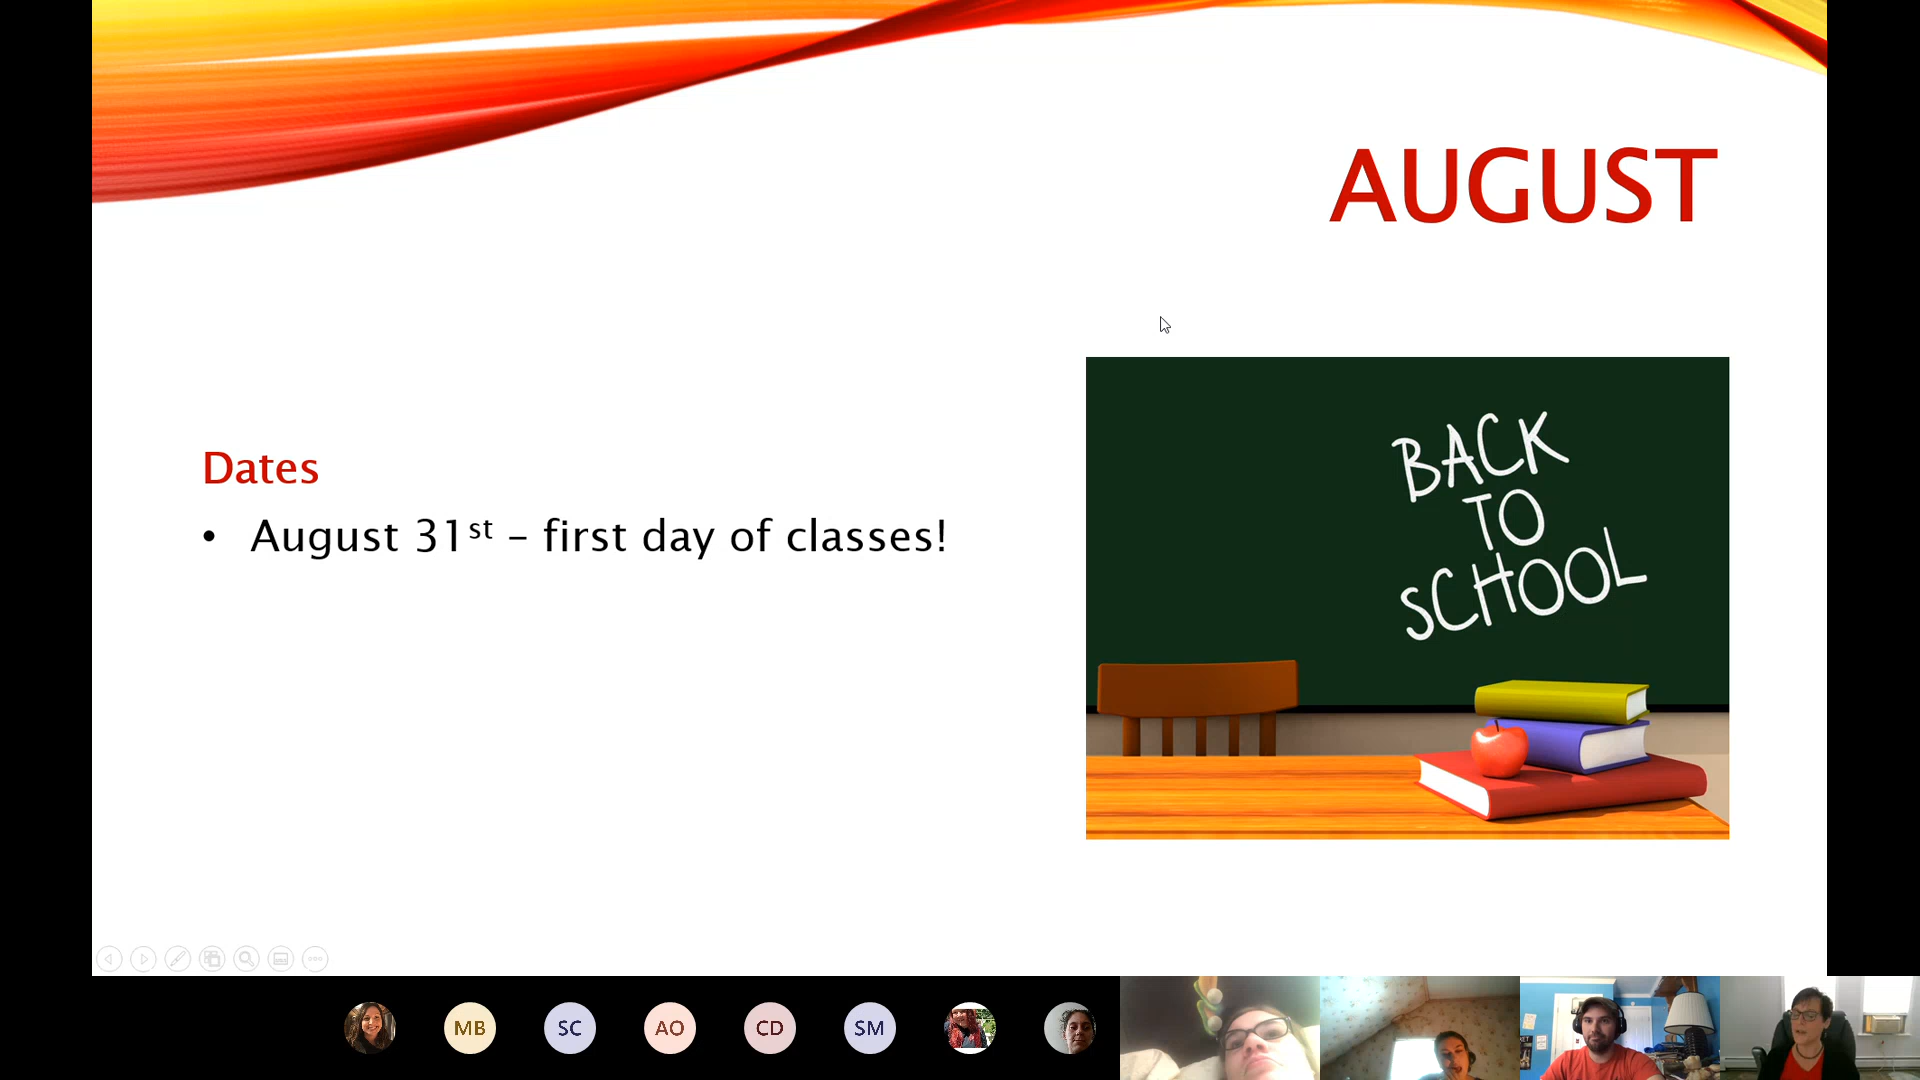 AUGUST
Dates
• August 31st – first day of classes!
BACK
TO
SCHOOL
MB
SC
AO
CD
SM